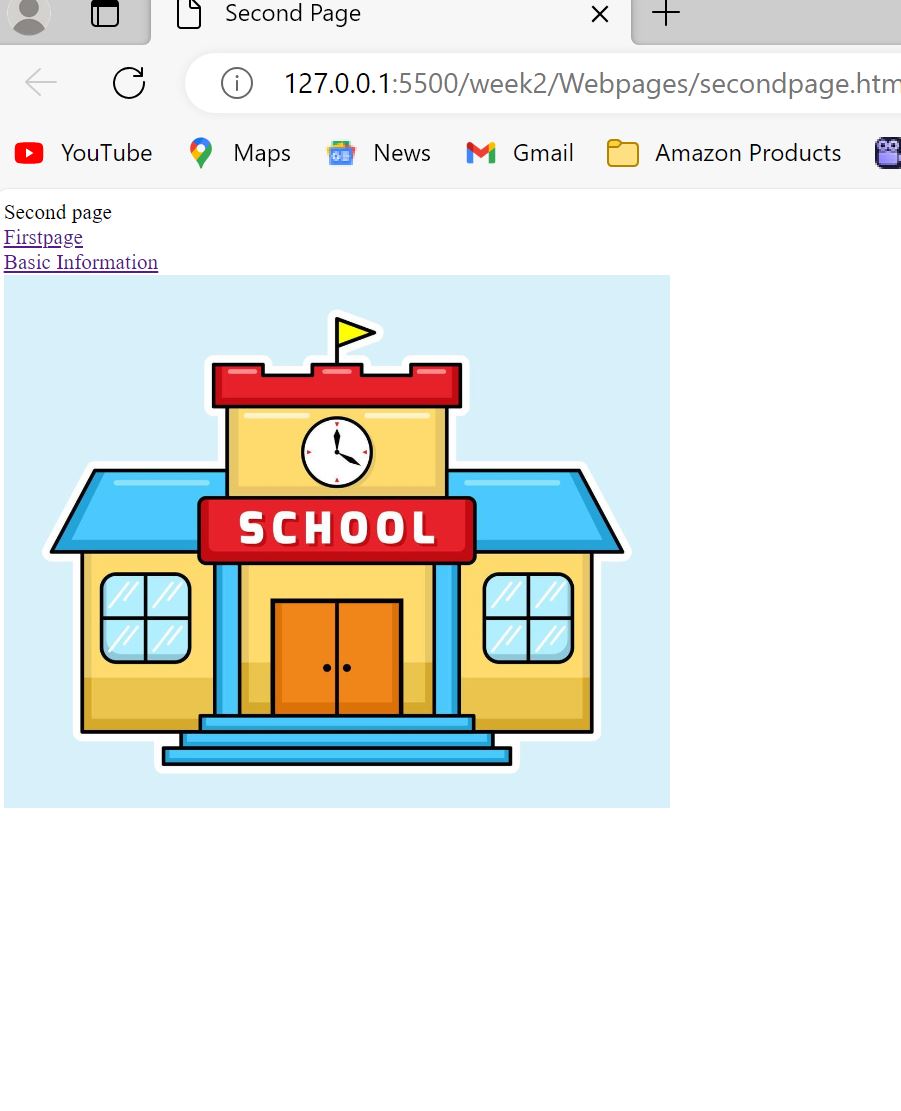 Second Page
127.0.0.1:5500/week2/Webpages/secondpage.htm
YouTube Maps News Gmail Amazon Products
Second page
Firstpage
Basic Information
SCHOOL